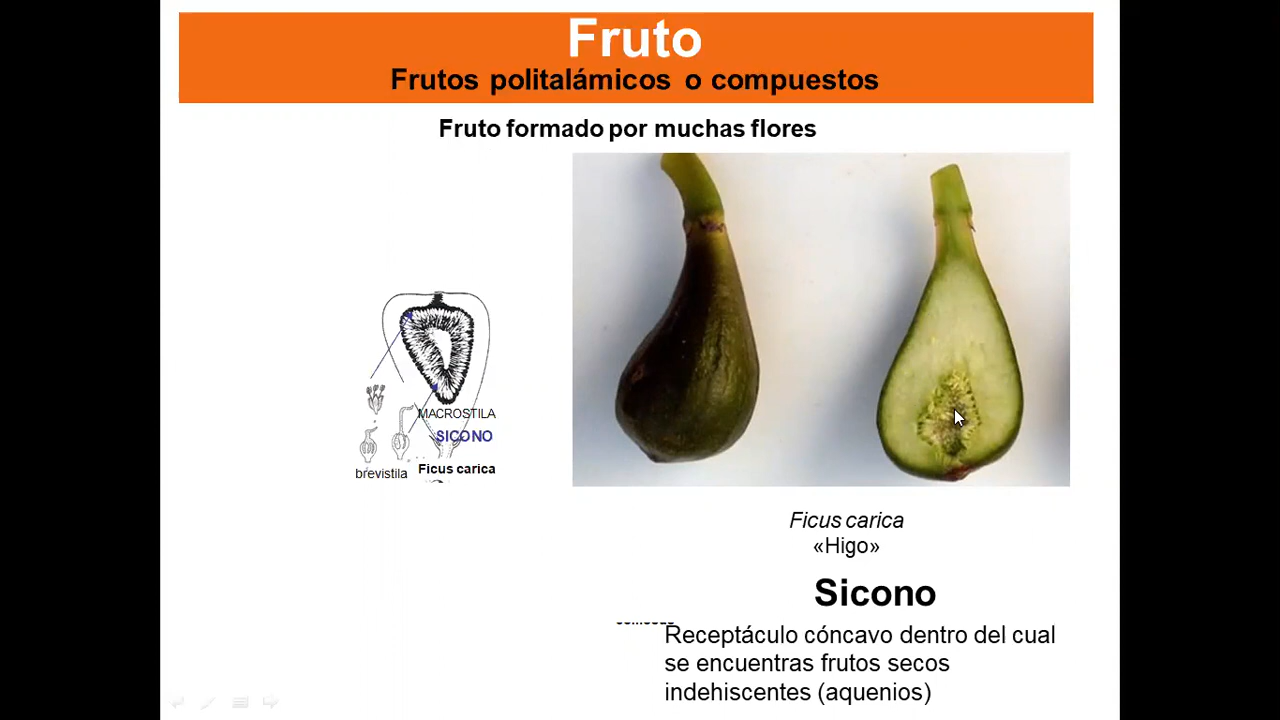 Fruto
Frutos politalámicos o compuestos
Fruto formado por muchas flores
MACROSTILA
SICONO
brevistila
Ficus carica
Ficus carica
«Higo»
Sicono
Receptáculo cóncavo dentro del cual
se encuentras frutos secos
indehiscentes (aquenios)